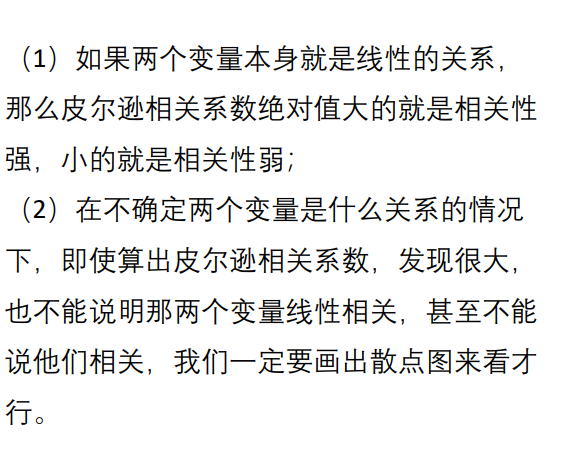 （1）如果两个变量本身就是线性的关系，
那么皮尔逊相关系数绝对值大的就是相关性
强，小的就是相关性弱；
（2）在不确定两个变量是什么关系的情况
下，即使算出皮尔逊相关系数，发现很大，
也不能说明那两个变量线性相关，甚至不能
说他们相关，我们一定要画出散点图来看才
行。